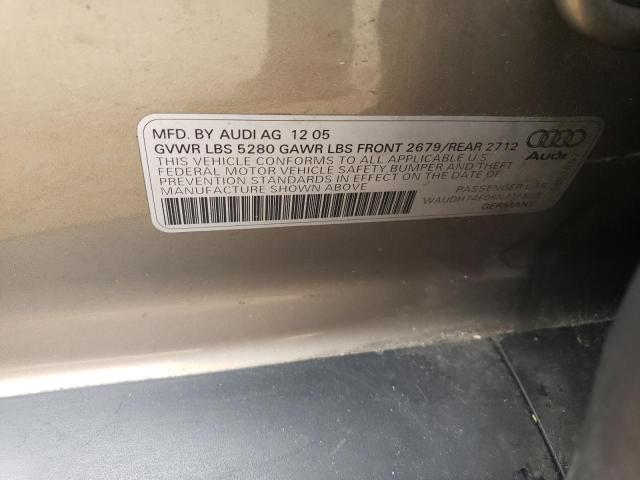 MFD. BY AUDI AG 12 05
GVWR LBS 5280 GAWR LBS FRONT 2679/REAR 2712
THIS VEHICLE CONFORMS TO ALL APPLICABLE U.S
FEDERAL MOTOR VEHICLE SAFETY BUMPER AND THEFT
PREVENTION STANDARDS IN EFFECT ON THE DATE OF
MANUFACTURE SHOWN ABOVE
Audi
PASSENGER CAR
GERMANY